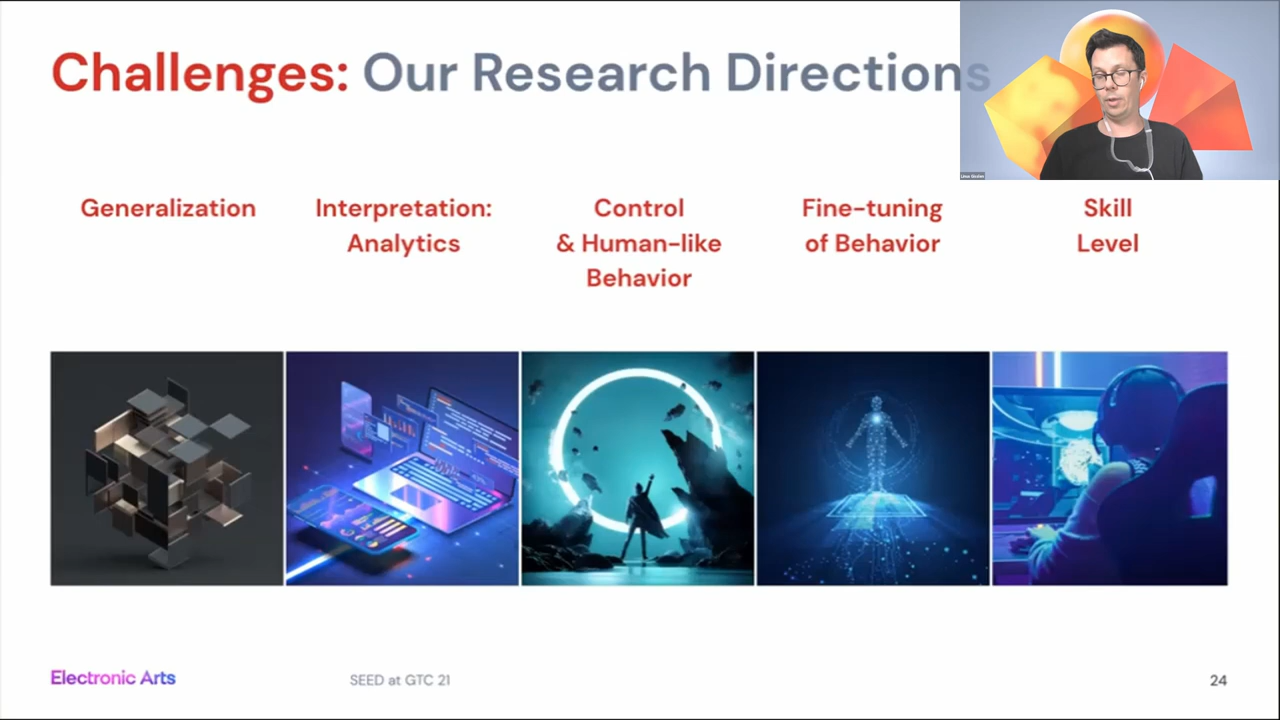 Challenges: Our Research Directions
Generalization
Interpretation:
Analytics
Control
& Human-like
Behavior
Fine-tuning
of Behavior
Skill
Level
Electronic Arts
SEED at GTC 21
24